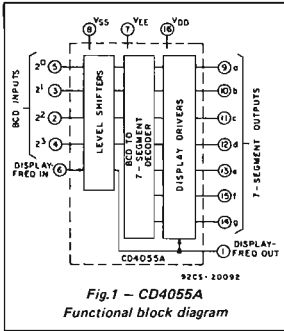 VSS VEE VDD
8 7 16
BCD INPUTS
2⁰ 5
2¹ 3
2² 2
2³ 4
DISPLAY-
FREQ IN
6
LEVEL SHIFTERS
BCD TO
7-SEGMENT
DECODER
DISPLAY DRIVERS
9 a
10 b
11 c
12 d
13 e
15 f
14 g
7-SEGMENT OUTPUTS
1 DISPLAY-
FREQ OUT
CD4055A
92CS-20092
Fig.1 – CD4055A
Functional block diagram